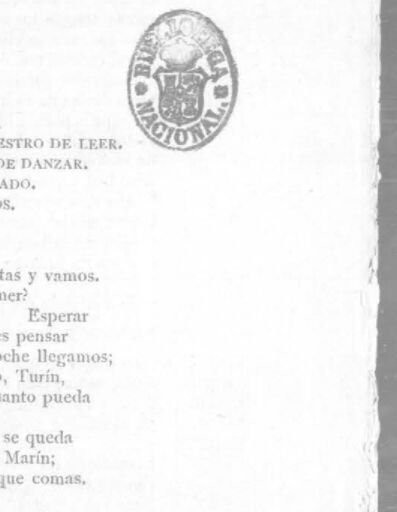 BIBLIOTECA
NACIONAL
ESTRO DE LEER.
DE DANZAR.
ADO.
OS.
tas y vamos.
mer?
Esperar
es pensar
oche llegamos;
o, Turín,
uanto pueda
se queda
Marín;
que comas.